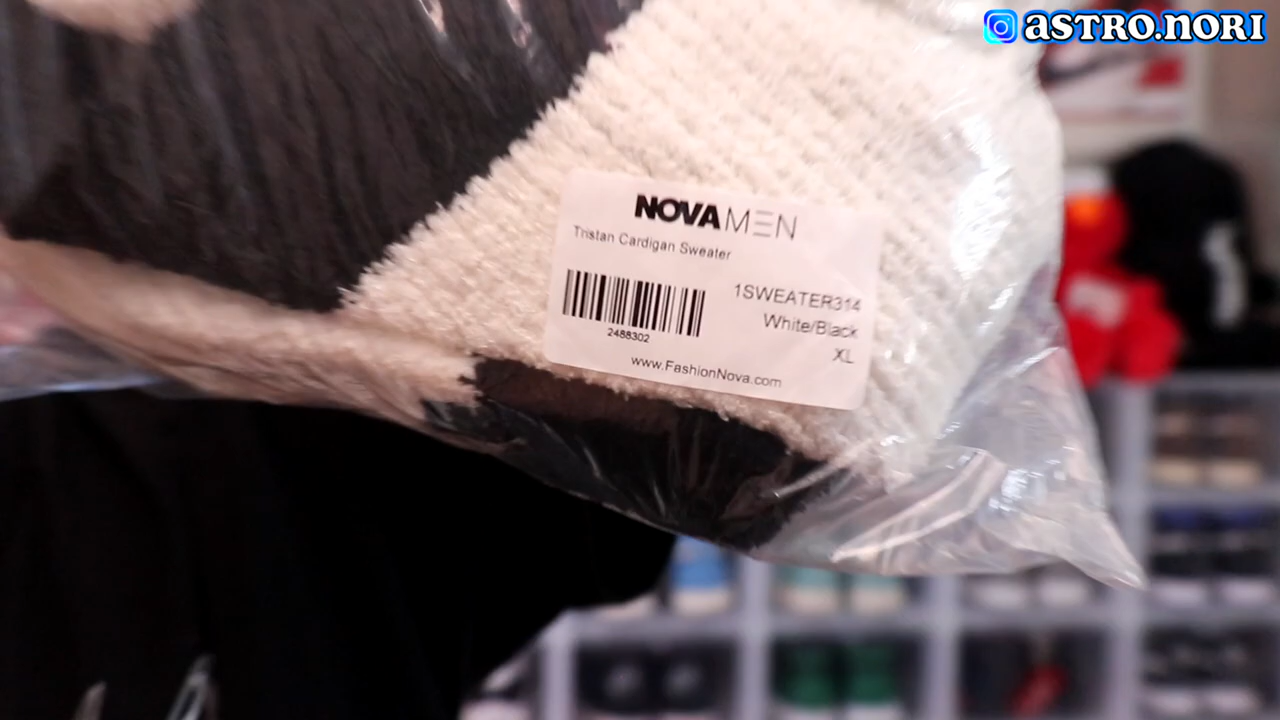 ASTRO.NORI
NOVAMEN
Tristan Cardigan Sweater
1SWEATER314
White/Black
XL
2488302
www.FashionNova.com